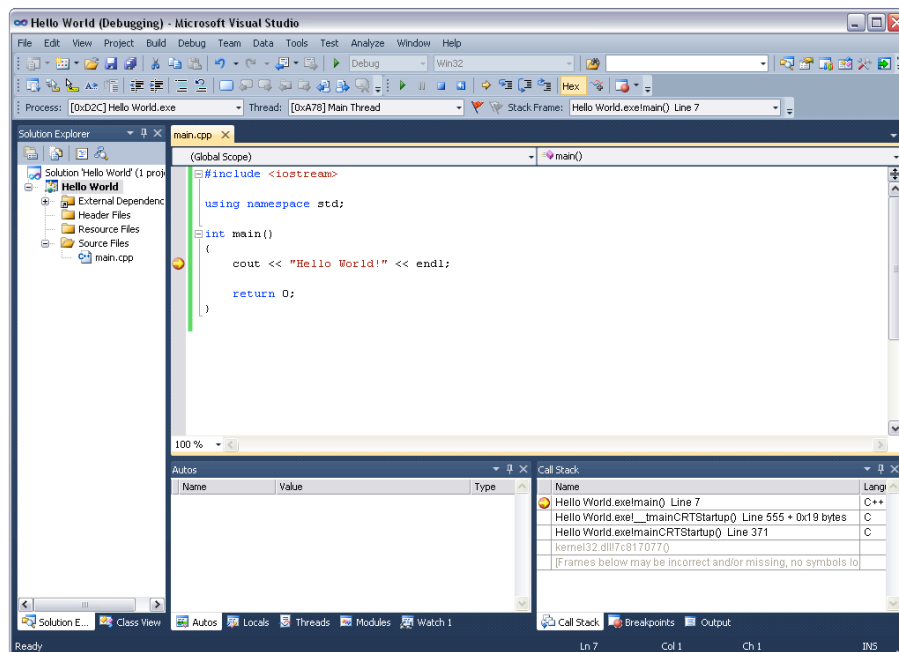 Hello World (Debugging) - Microsoft Visual Studio
File Edit View Project Build Debug Team Data Tools Test Analyze Window Help
Debug Win32
Hex
Process: [0xD2C] Hello World.exe Thread: [0xA78] Main Thread Stack Frame: Hello World.exe!main() Line 7
Solution Explorer
Solution 'Hello World' (1 proj
Hello World
External Dependenc
Header Files
Resource Files
Source Files
main.cpp
main.cpp
(Global Scope) main()
#include <iostream>
using namespace std;
int main()
{
cout << "Hello World!" << endl;
return 0;
}
100 %
Autos
Name Value Type
Call Stack
Name Langu
Hello World.exe!main() Line 7 C++
Hello World.exe!__tmainCRTStartup() Line 555 + 0x19 bytes C
Hello World.exe!mainCRTStartup() Line 371 C
kernel32.dll!7c817077()
[Frames below may be incorrect and/or missing, no symbols lo
Solution E... Class View
Autos Locals Threads Modules Watch 1
Call Stack Breakpoints Output
Ready Ln 7 Col 1 Ch 1 INS